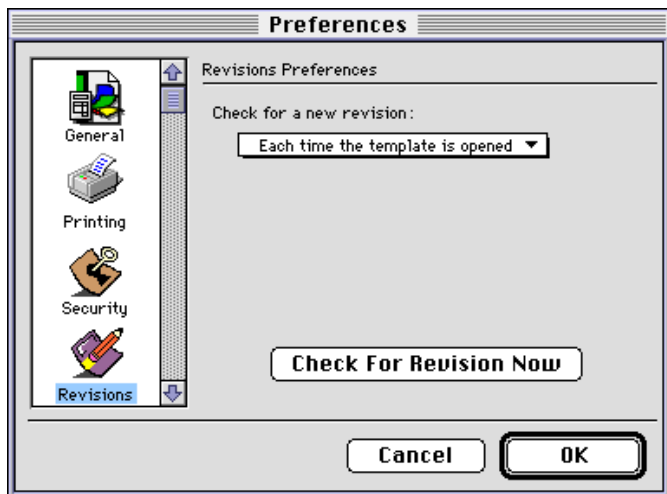 Preferences
General
Printing
Security
Revisions
Revisions Preferences
Check for a new revision:
Each time the template is opened
Check For Revision Now
Cancel
OK